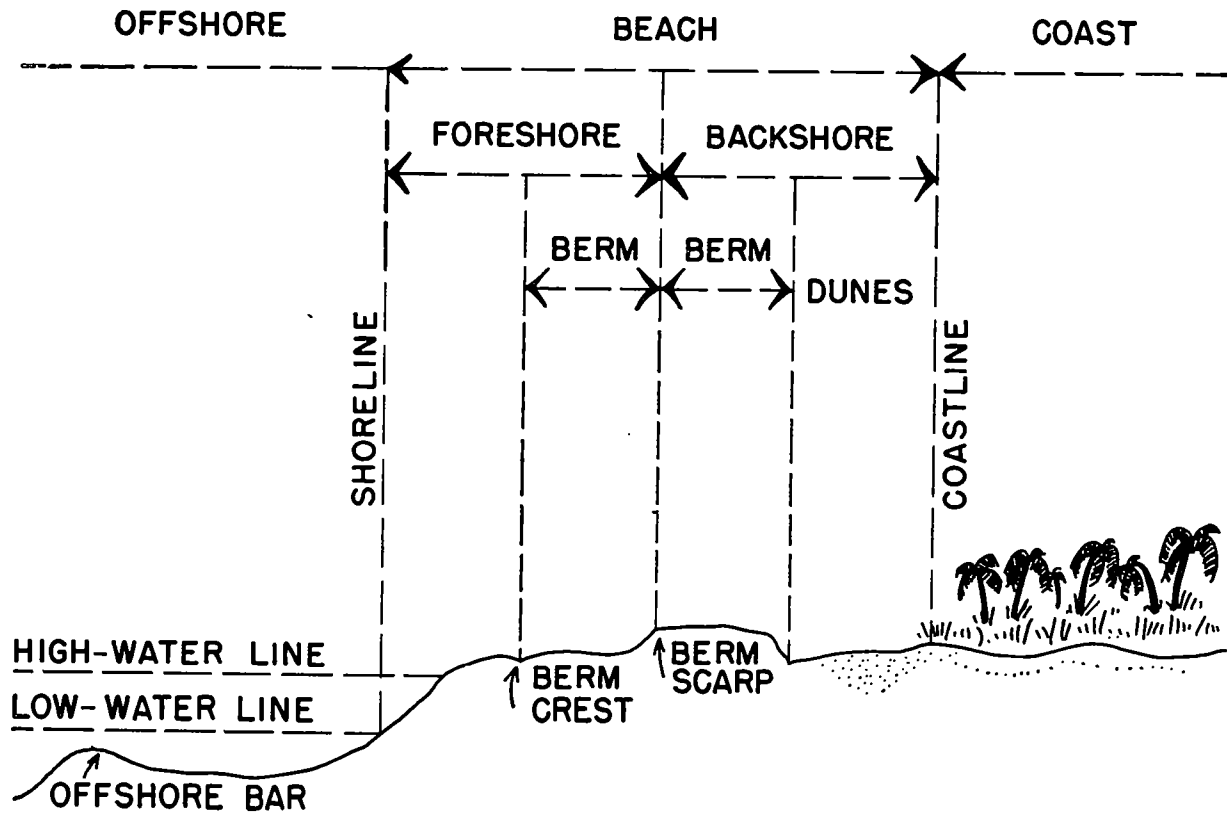 OFFSHORE
BEACH
COAST
FORESHORE
BACKSHORE
BERM
BERM
DUNES
SHORELINE
COASTLINE
HIGH-WATER LINE
LOW-WATER LINE
BERM
CREST
BERM
SCARP
OFFSHORE BAR